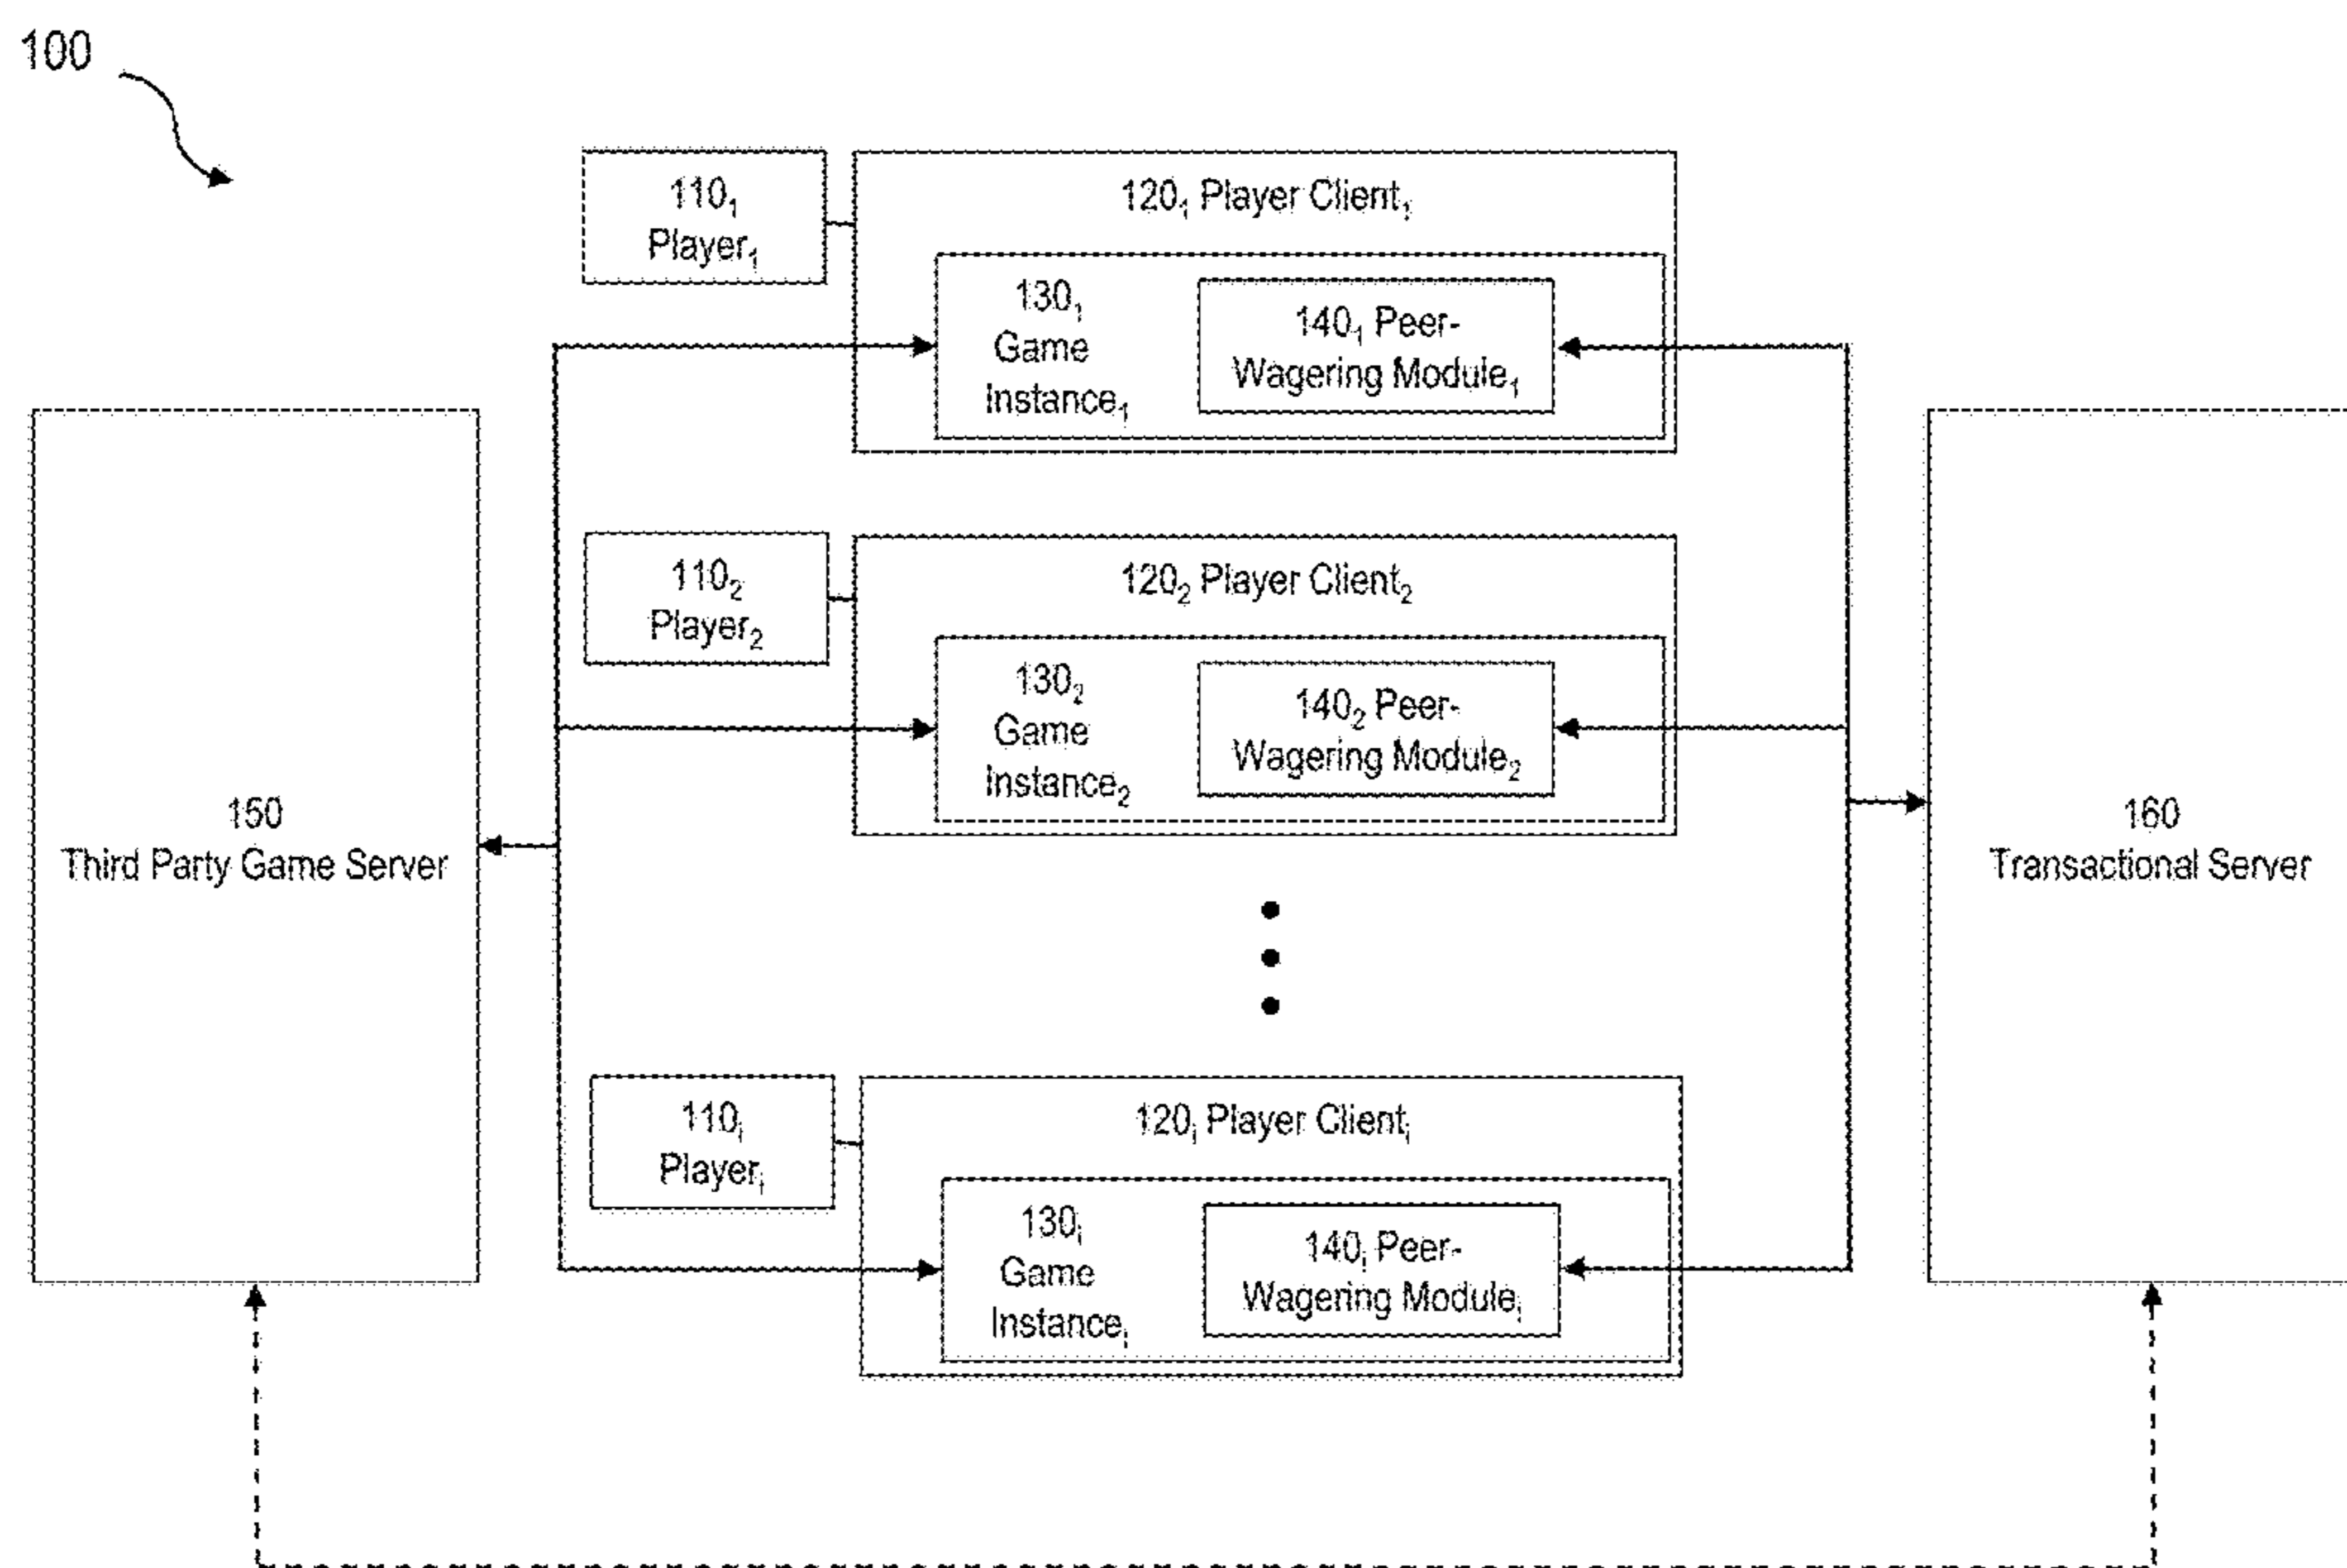 100
110₁
Player₁
120₁ Player Client₁
130₁
Game
Instance₁
140₁ Peer-
Wagering Module₁
110₂
Player₂
120₂ Player Client₂
130₂
Game
Instance₂
140₂ Peer-
Wagering Module₂
150
Third Party Game Server
160
Transactional Server
110ᵢ
Playerᵢ
120ᵢ Player Clientᵢ
130ᵢ
Game
Instanceᵢ
140ᵢ Peer-
Wagering Moduleᵢ